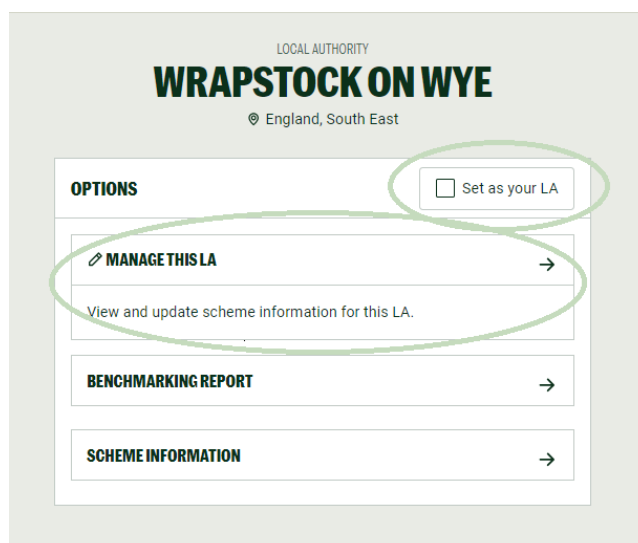 LOCAL AUTHORITY
WRAPSTOCK ON WYE
England, South East
OPTIONS
Set as your LA
MANAGE THIS LA
View and update scheme information for this LA.
BENCHMARKING REPORT
SCHEME INFORMATION